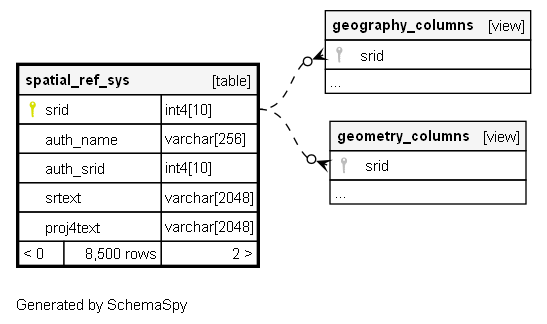 spatial_ref_sys [table]
srid int4[10]
auth_name varchar[256]
auth_srid int4[10]
srtext varchar[2048]
proj4text varchar[2048]
< 0 8,500 rows 2 >
geography_columns [view]
srid
...
geometry_columns [view]
srid
...
Generated by SchemaSpy